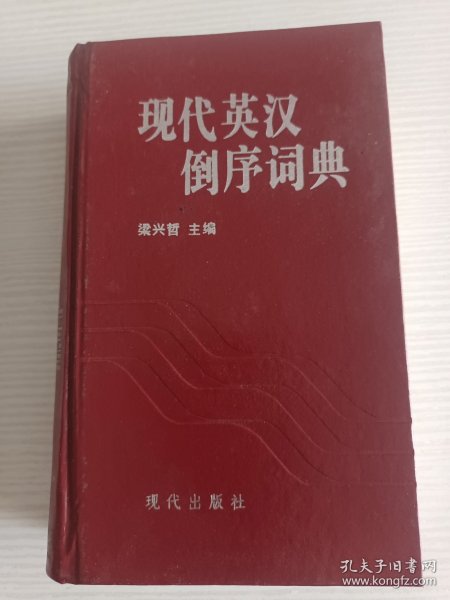 现代英汉
倒序词典
梁兴哲 主编
现代出版社
孔夫子旧书网
www.kongfz.com